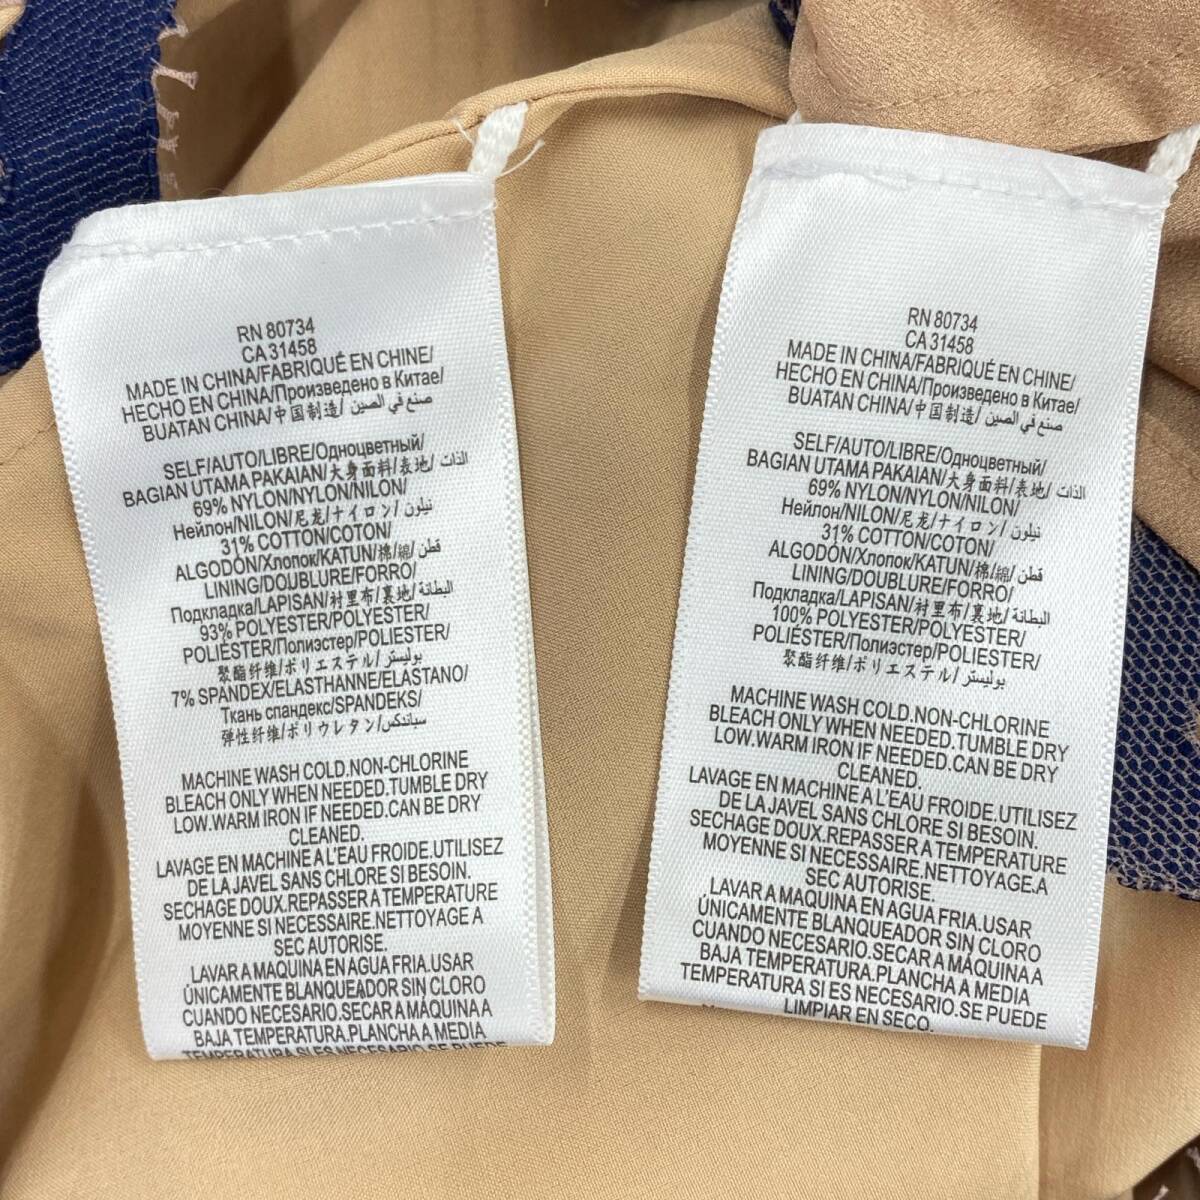 RN 80734
CA 31458
MADE IN CHINA/FABRIQUÉ EN CHINE/
HECHO EN CHINA/Произведено в Китае/
BUATAN CHINA/中国制造/ صنع في الصين
SELF/AUTO/LIBRE/Одноцветный/
BAGIAN UTAMA PAKAIAN/大身面料/表地/ الذات
69% NYLON/NYLON/NILON/
Нейлон/NILON/尼龙/ナイロン/ نيلون
31% COTTON/COTON/
ALGODÓN/Хлопок/KATUN/棉/綿/ قطن
LINING/DOUBLURE/FORRO/
Подкладка/LAPISAN/衬里布/裏地/ البطانة
93% POLYESTER/POLYESTER/
POLIÉSTER/Полиэстер/POLIESTER/
聚酯纤维/ポリエステル/ بوليستر
7% SPANDEX/ELASTHANNE/ELASTANO/
Ткань спандекс/SPANDEKS/
弹性纤维/ポリウレタン/ سباندكس
MACHINE WASH COLD.NON-CHLORINE
BLEACH ONLY WHEN NEEDED.TUMBLE DRY
LOW.WARM IRON IF NEEDED.CAN BE DRY
CLEANED.
LAVAGE EN MACHINE A L'EAU FROIDE.UTILISEZ
DE LA JAVEL SANS CHLORE SI BESOIN.
SECHAGE DOUX.REPASSER A TEMPERATURE
MOYENNE SI NECESSAIRE.NETTOYAGE A
SEC AUTORISE.
LAVAR A MAQUINA EN AGUA FRIA.USAR
ÚNICAMENTE BLANQUEADOR SIN CLORO
CUANDO NECESARIO.SECAR A MÁQUINA A
BAJA TEMPERATURA.PLANCHA A MEDIA
TEMPERATURA SI ES NECESARIO.SE PUEDE
RN 80734
CA 31458
MADE IN CHINA/FABRIQUÉ EN CHINE/
HECHO EN CHINA/Произведено в Китае/
BUATAN CHINA/中国制造/ صنع في الصين
SELF/AUTO/LIBRE/Одноцветный/
BAGIAN UTAMA PAKAIAN/大身面料/表地/ الذات
69% NYLON/NYLON/NILON/
Нейлон/NILON/尼龙/ナイロン/ نيلون
31% COTTON/COTON/
ALGODÓN/Хлопок/KATUN/棉/綿/ قطن
LINING/DOUBLURE/FORRO/
Подкладка/LAPISAN/衬里布/裏地/ البطانة
100% POLYESTER/POLYESTER/
POLIÉSTER/Полиэстер/POLIESTER/
聚酯纤维/ポリエステル/ بوليستر
MACHINE WASH COLD.NON-CHLORINE
BLEACH ONLY WHEN NEEDED.TUMBLE DRY
LOW.WARM IRON IF NEEDED.CAN BE DRY
CLEANED.
LAVAGE EN MACHINE A L'EAU FROIDE.UTILISEZ
DE LA JAVEL SANS CHLORE SI BESOIN.
SECHAGE DOUX.REPASSER A TEMPERATURE
MOYENNE SI NECESSAIRE.NETTOYAGE.A
SEC AUTORISE.
LAVAR A MAQUINA EN AGUA FRIA.USAR
ÚNICAMENTE BLANQUEADOR SIN CLORO
CUANDO NECESARIO.SECAR A MÁQUINA A
BAJA TEMPERATURA.PLANCHA A MEDIA
TEMPERATURA SI ES NECESARIO.SE PUEDE
LIMPIAR EN SECO.